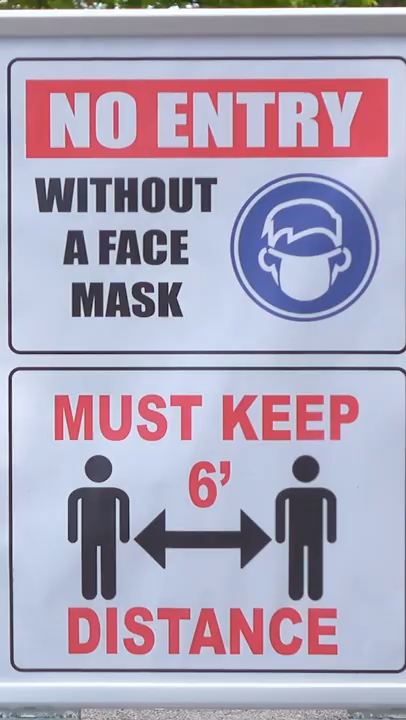 NO ENTRY
WITHOUT
A FACE
MASK
MUST KEEP
6'
DISTANCE